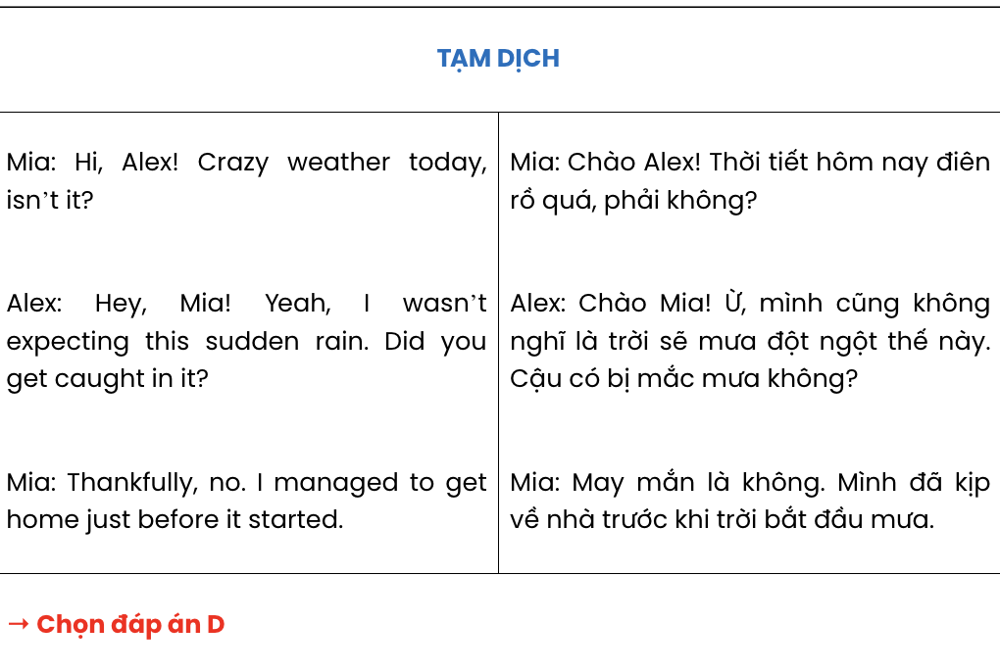 TẠM DỊCH
Mia: Hi, Alex! Crazy weather today,
isn’t it?
Alex: Hey, Mia! Yeah, I wasn’t
expecting this sudden rain. Did you
get caught in it?
Mia: Thankfully, no. I managed to get
home just before it started.
Mia: Chào Alex! Thời tiết hôm nay điên
rồ quá, phải không?
Alex: Chào Mia! Ừ, mình cũng không
nghĩ là trời sẽ mưa đột ngột thế này.
Cậu có bị mắc mưa không?
Mia: May mắn là không. Mình đã kịp
về nhà trước khi trời bắt đầu mưa.
→ Chọn đáp án D